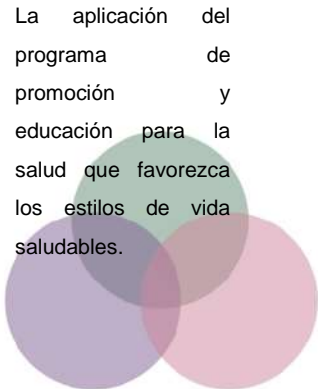 La aplicación del
programa de
promoción y
educación para la
salud que favorezca
los estilos de vida
saludables.